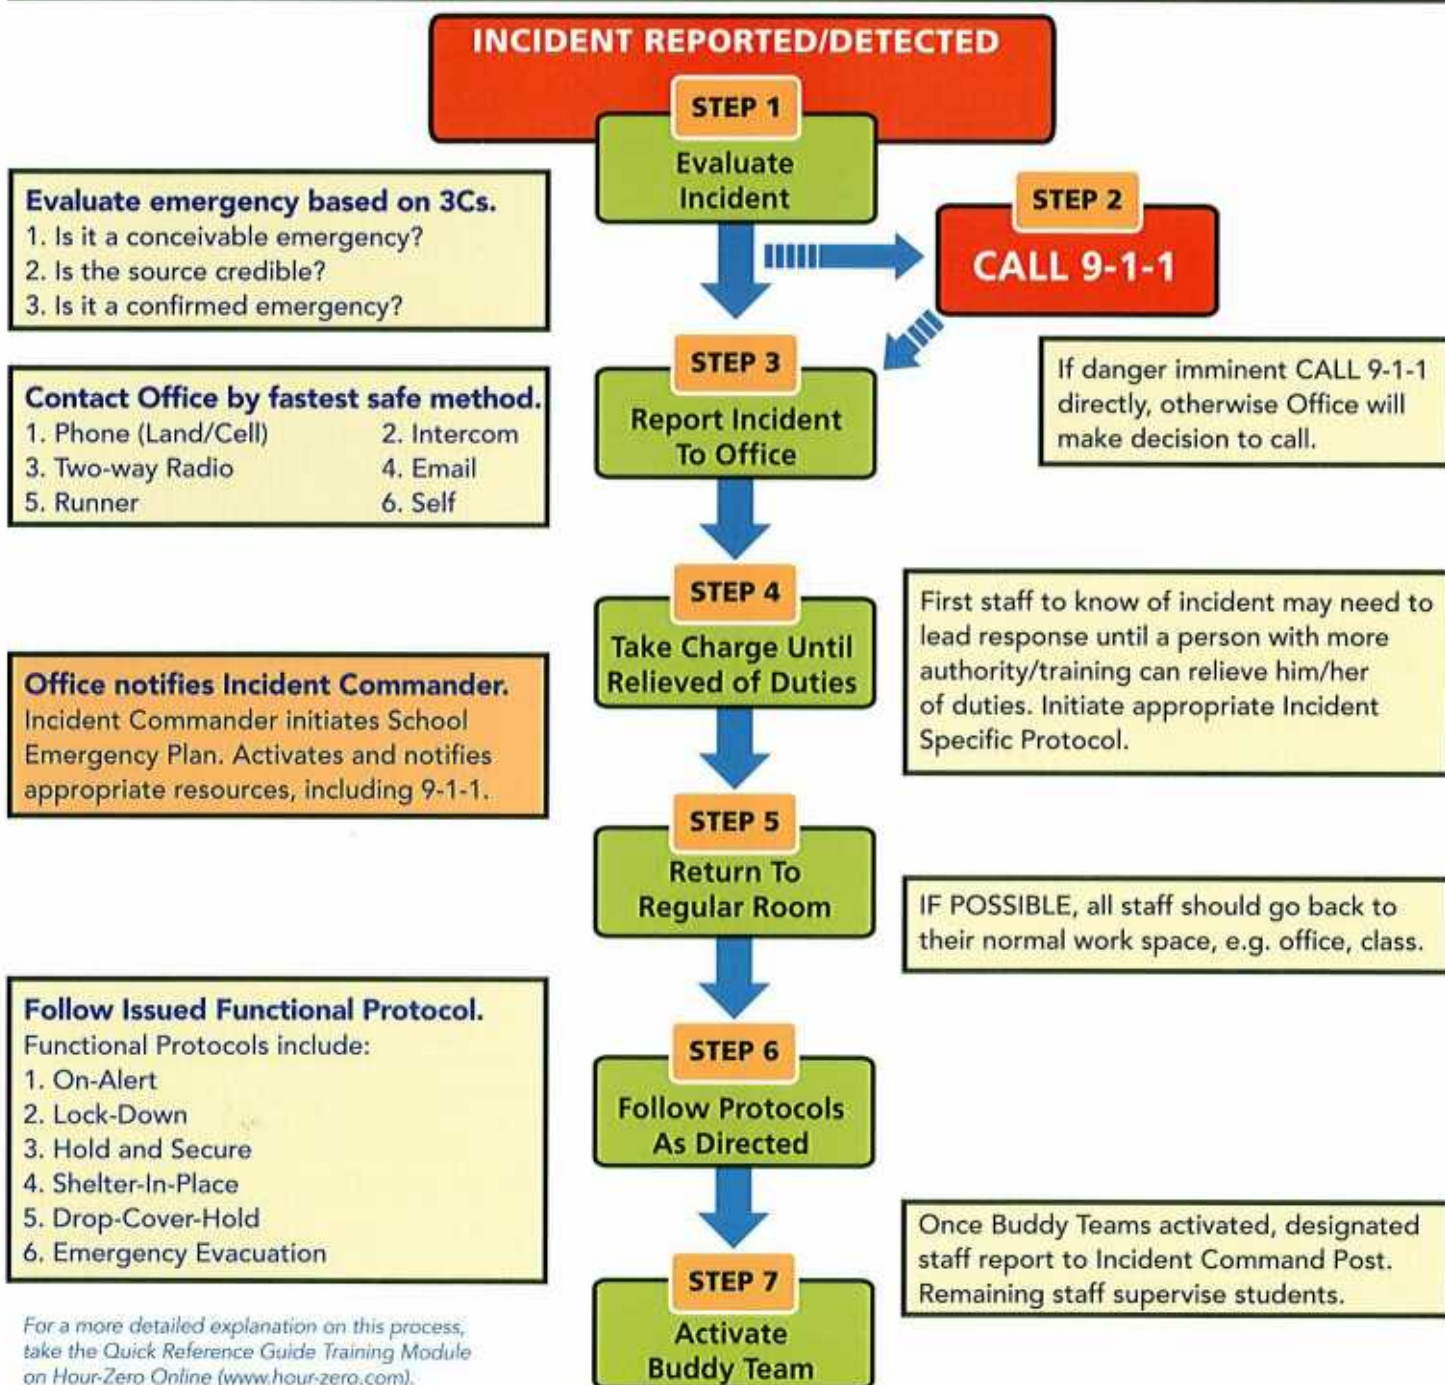 INCIDENT REPORTED/DETECTED
STEP 1
Evaluate
Incident
Evaluate emergency based on 3Cs.
1. Is it a conceivable emergency?
2. Is the source credible?
3. Is it a confirmed emergency?
STEP 2
CALL 9-1-1
If danger imminent CALL 9-1-1
directly, otherwise Office will
make decision to call.
STEP 3
Report Incident
To Office
Contact Office by fastest safe method.
1. Phone (Land/Cell) 2. Intercom
3. Two-way Radio 4. Email
5. Runner 6. Self
STEP 4
Take Charge Until
Relieved of Duties
First staff to know of incident may need to
lead response until a person with more
authority/training can relieve him/her
of duties. Initiate appropriate Incident
Specific Protocol.
Office notifies Incident Commander.
Incident Commander initiates School
Emergency Plan. Activates and notifies
appropriate resources, including 9-1-1.
STEP 5
Return To
Regular Room
IF POSSIBLE, all staff should go back to
their normal work space, e.g. office, class.
Follow Issued Functional Protocol.
Functional Protocols include:
1. On-Alert
2. Lock-Down
3. Hold and Secure
4. Shelter-In-Place
5. Drop-Cover-Hold
6. Emergency Evacuation
STEP 6
Follow Protocols
As Directed
STEP 7
Activate
Buddy Team
Once Buddy Teams activated, designated
staff report to Incident Command Post.
Remaining staff supervise students.
For a more detailed explanation on this process,
take the Quick Reference Guide Training Module
on Hour-Zero Online (www.hour-zero.com).